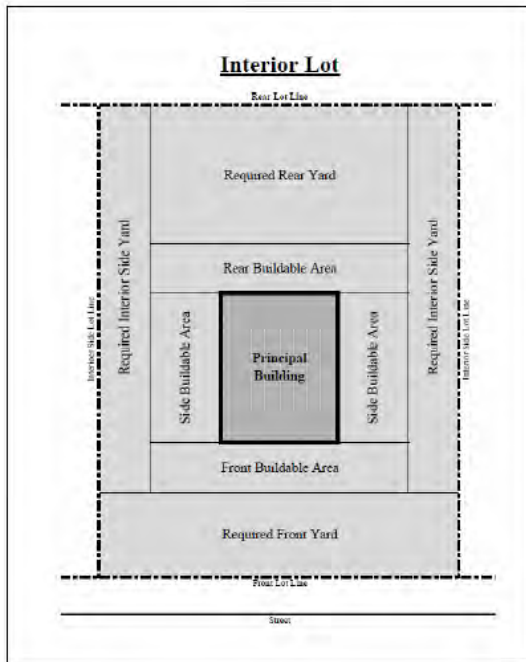 Interior Lot
Rear Lot Line
Required Rear Yard
Rear Buildable Area
Interior Side Lot Line
Required Interior Side Yard
Side Buildable Area
Principal
Building
Side Buildable Area
Required Interior Side Yard
Interior Side Lot Line
Front Buildable Area
Required Front Yard
Front Lot Line
Street